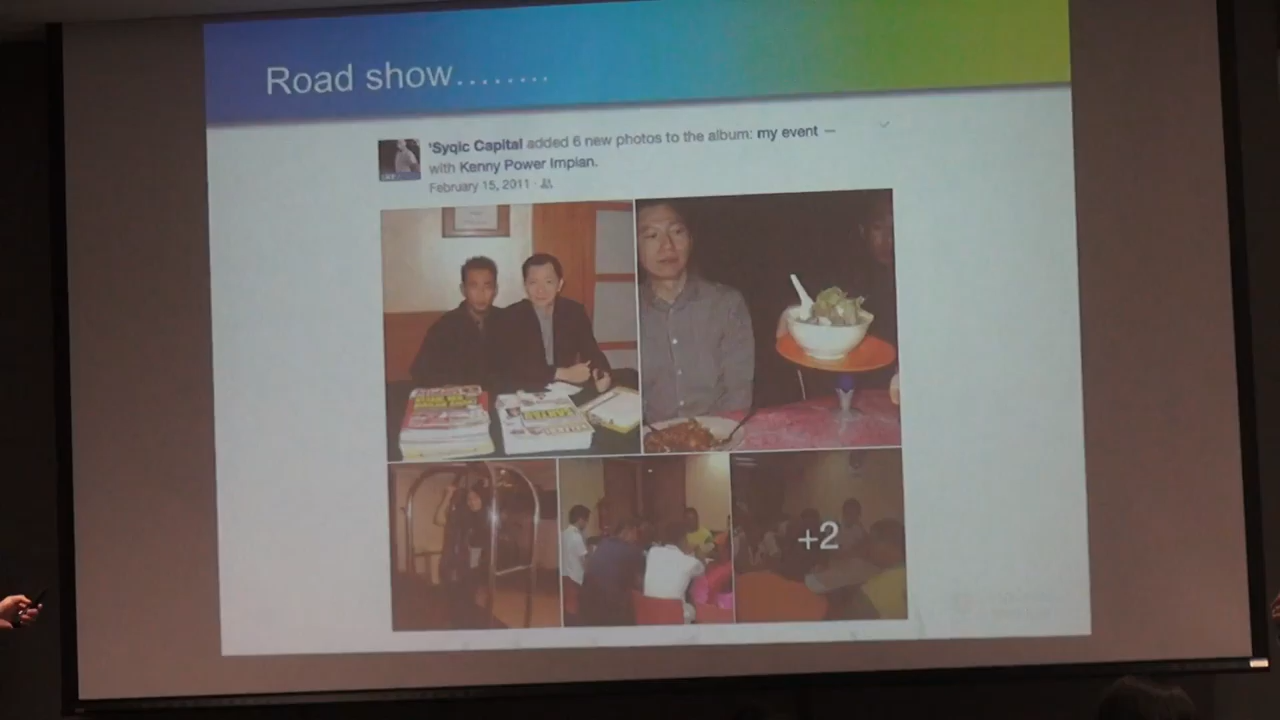 Road show........
'Syqic Capital added 6 new photos to the album: my event —
with Kenny Power Impian.
February 15, 2011 ·
+2